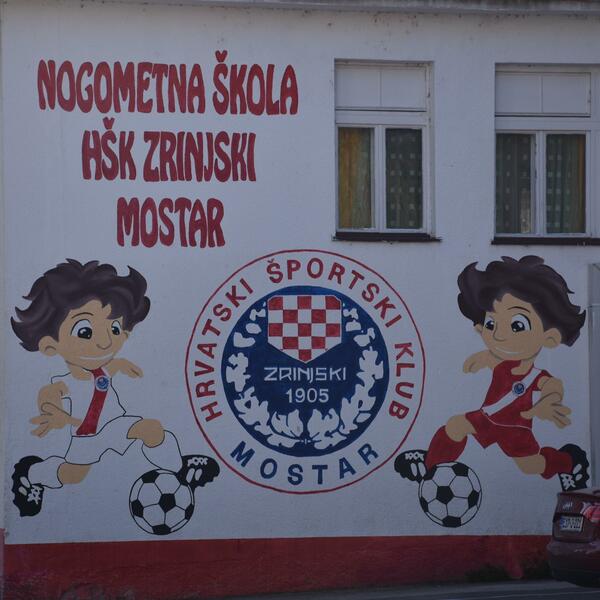 NOGOMETNA ŠKOLA
HŠK ZRINJSKI
MOSTAR
HRVATSKI ŠPORTSKI KLUB
ZRINJSKI
1905
MOSTAR